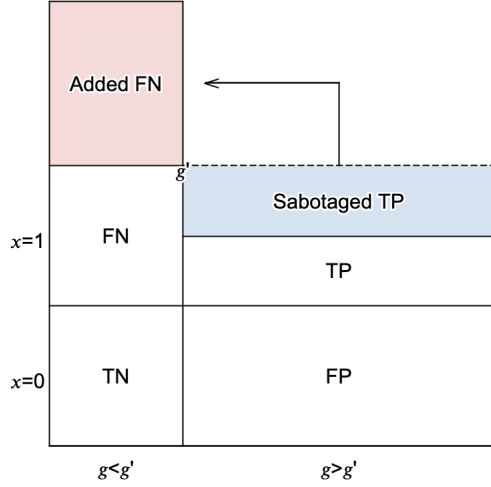 Added FN
g'
Sabotaged TP
FN
x=1
TP
TN
FP
x=0
g<g'
g>g'